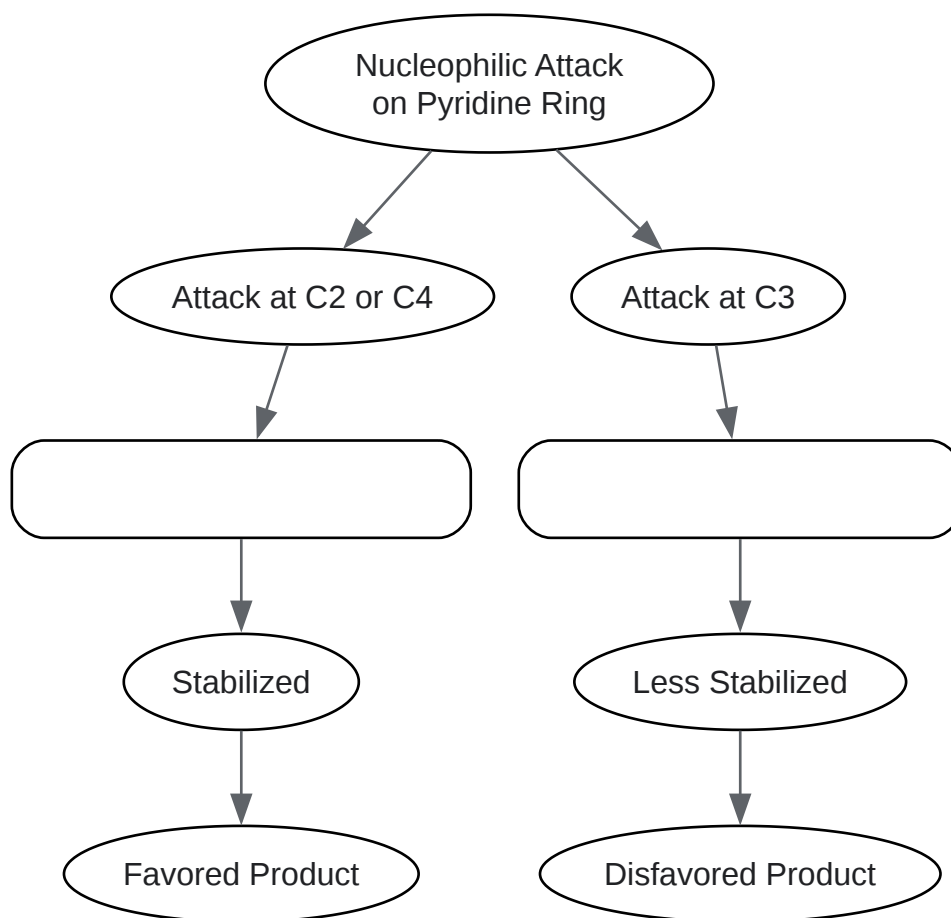 Nucleophilic Attack
on Pyridine Ring
Attack at C2 or C4
Attack at C3
Stabilized
Less Stabilized
Favored Product
Disfavored Product